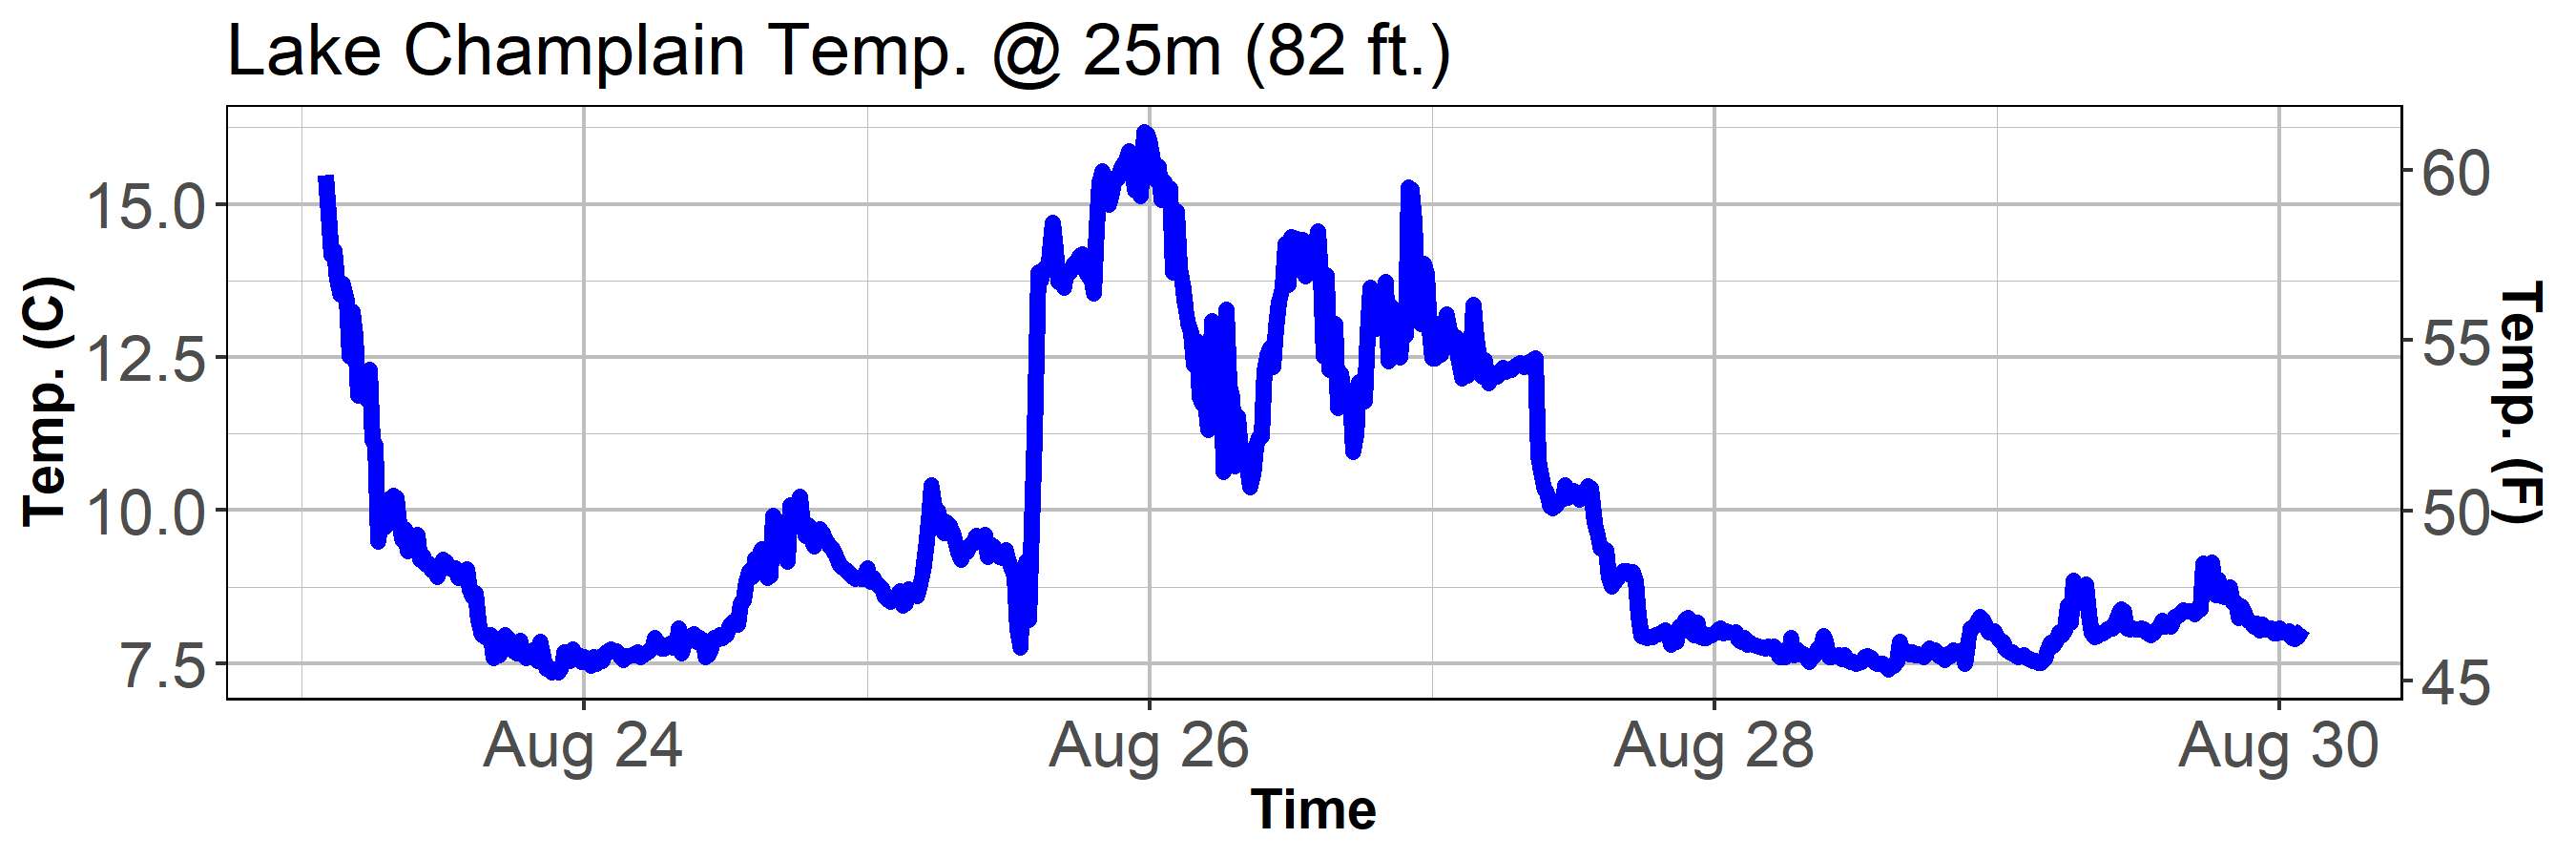 Lake Champlain Temp. @ 25m (82 ft.)
Temp. (C)
15.0
12.5
10.0
7.5
60
55
50
45
Temp. (F)
Aug 24
Aug 26
Aug 28
Aug 30
Time